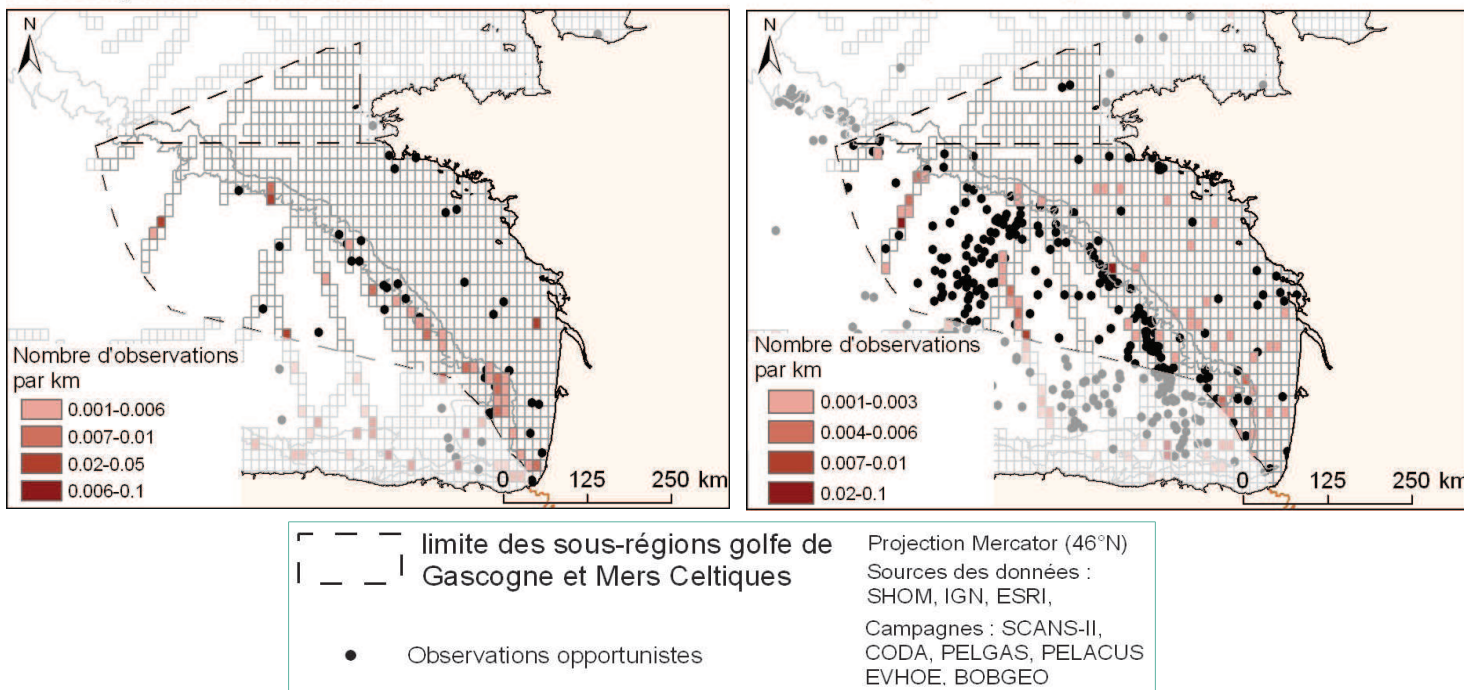 N
Nombre d'observations
par km
0.001-0.006
0.007-0.01
0.02-0.05
0.006-0.1
0 125 250 km
N
Nombre d'observations
par km
0.001-0.003
0.004-0.006
0.007-0.01
0.02-0.1
0 125 250 km
limite des sous-régions golfe de
Gascogne et Mers Celtiques
Observations opportunistes
Projection Mercator (46°N)
Sources des données :
SHOM, IGN, ESRI,
Campagnes : SCANS-II,
CODA, PELGAS, PELACUS
EVHOE, BOBGEO